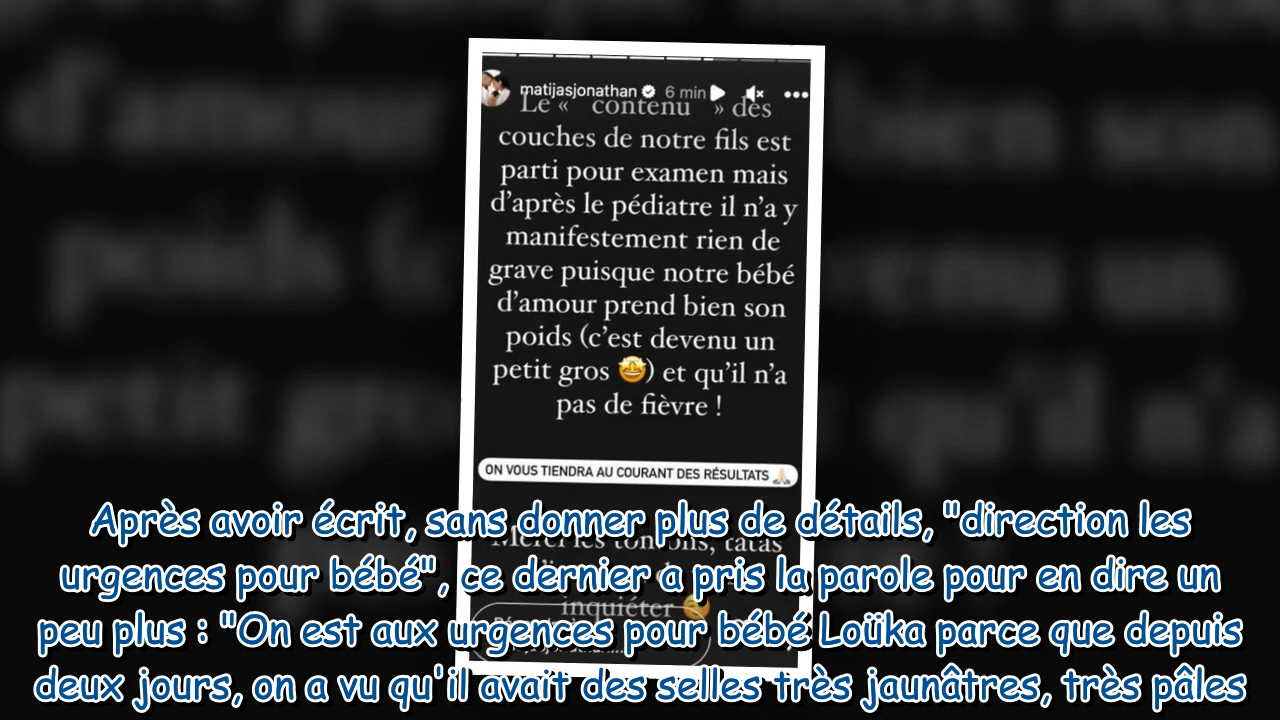 matijasjonathan 6 min
Le « contenu » des
couches de notre fils est
parti pour examen mais
d'après le pédiatre il n'a y
manifestement rien de
grave puisque notre bébé
d'amour prend bien son
poids (c'est devenu un
petit gros 🤩) et qu'il n'a
pas de fièvre !
ON VOUS TIENDRA AU COURANT DES RÉSULTATS 🙏🏻
Merci les tontons, tatas
inquiéter
Après avoir écrit, sans donner plus de détails, "direction les
urgences pour bébé", ce dernier a pris la parole pour en dire un
peu plus : "On est aux urgences pour bébé Loüka parce que depuis
deux jours, on a vu qu'il avait des selles très jaunâtres, très pâles